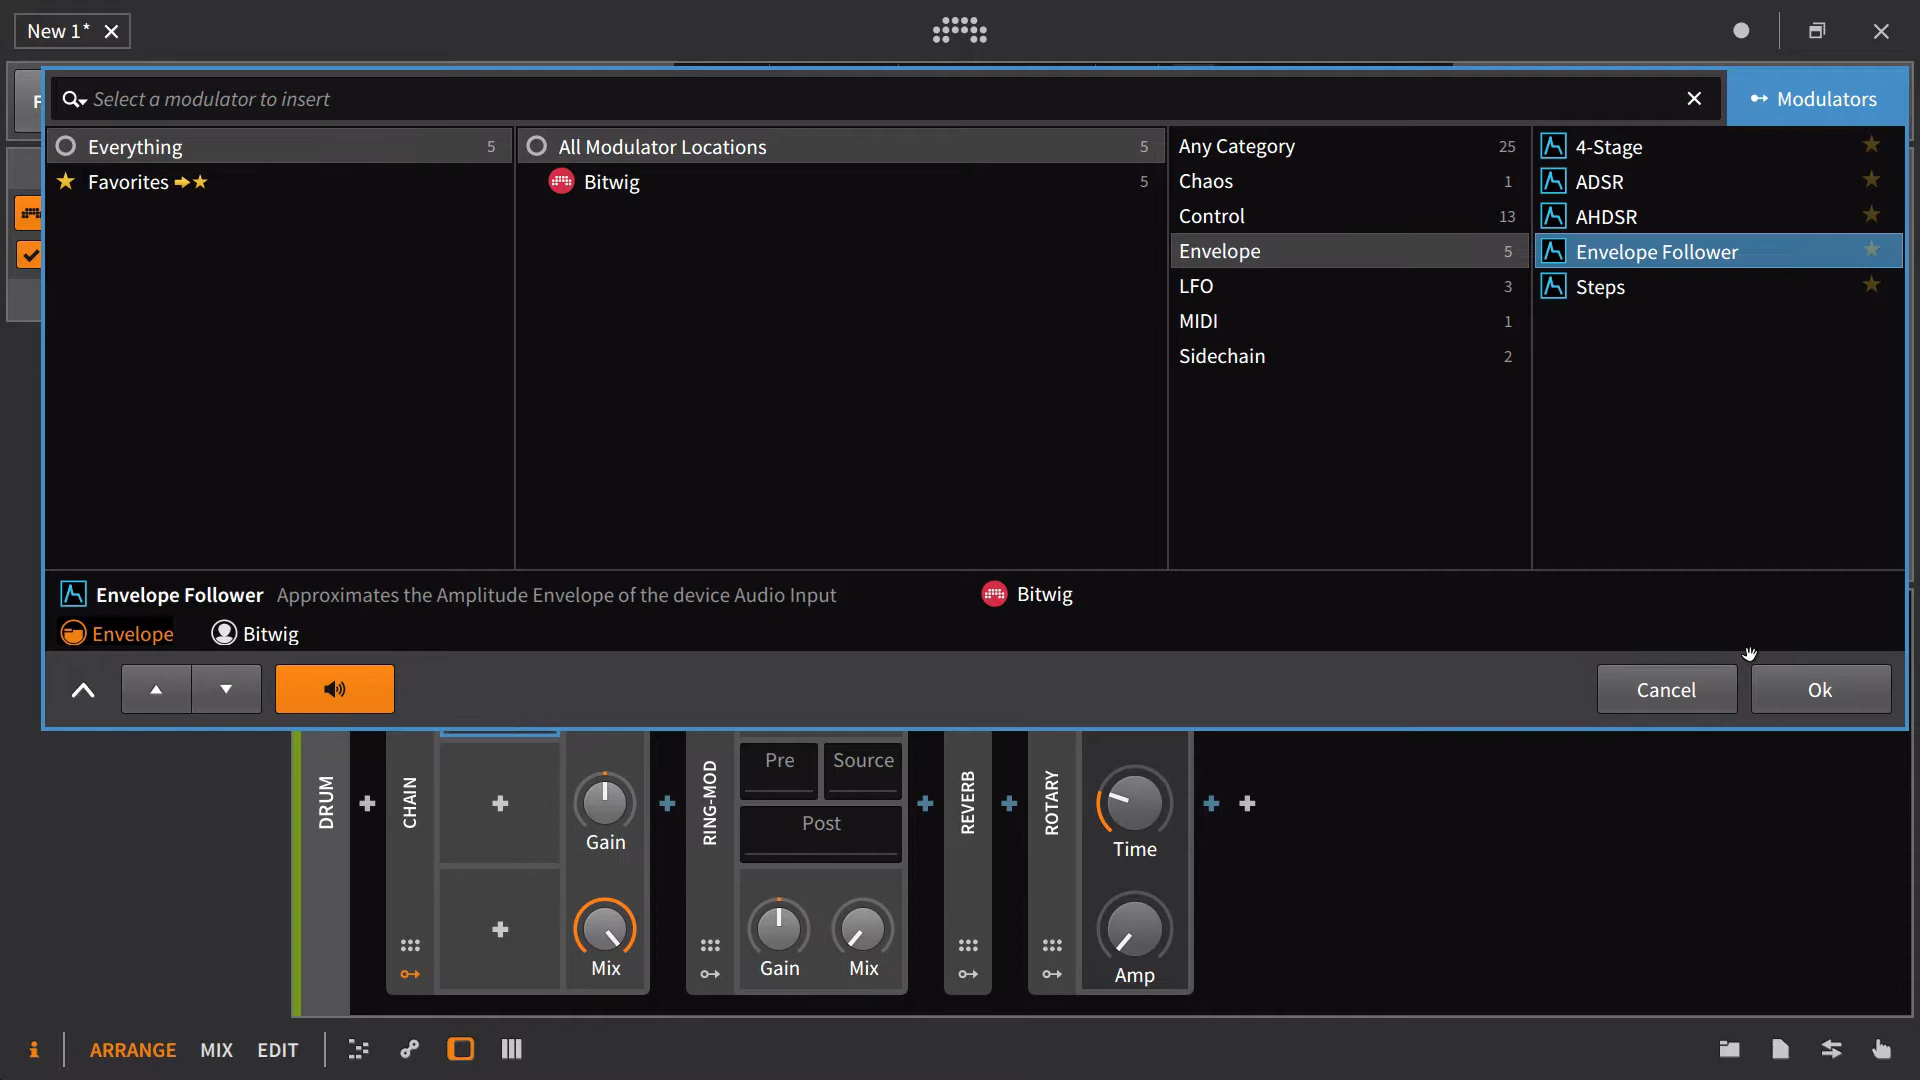 New 1*
F
Select a modulator to insert
Modulators
Everything 5
Favorites
All Modulator Locations 5
Bitwig 5
Any Category 25
Chaos 1
Control 13
Envelope 5
LFO 3
MIDI 1
Sidechain 2
4-Stage
ADSR
AHDSR
Envelope Follower
Steps
Envelope Follower Approximates the Amplitude Envelope of the device Audio Input Bitwig
Envelope Bitwig
Cancel Ok
DRUM
CHAIN
Gain
Mix
RING-MOD
Pre Source
Post
Gain Mix
REVERB
ROTARY
Time
Amp
i ARRANGE MIX EDIT